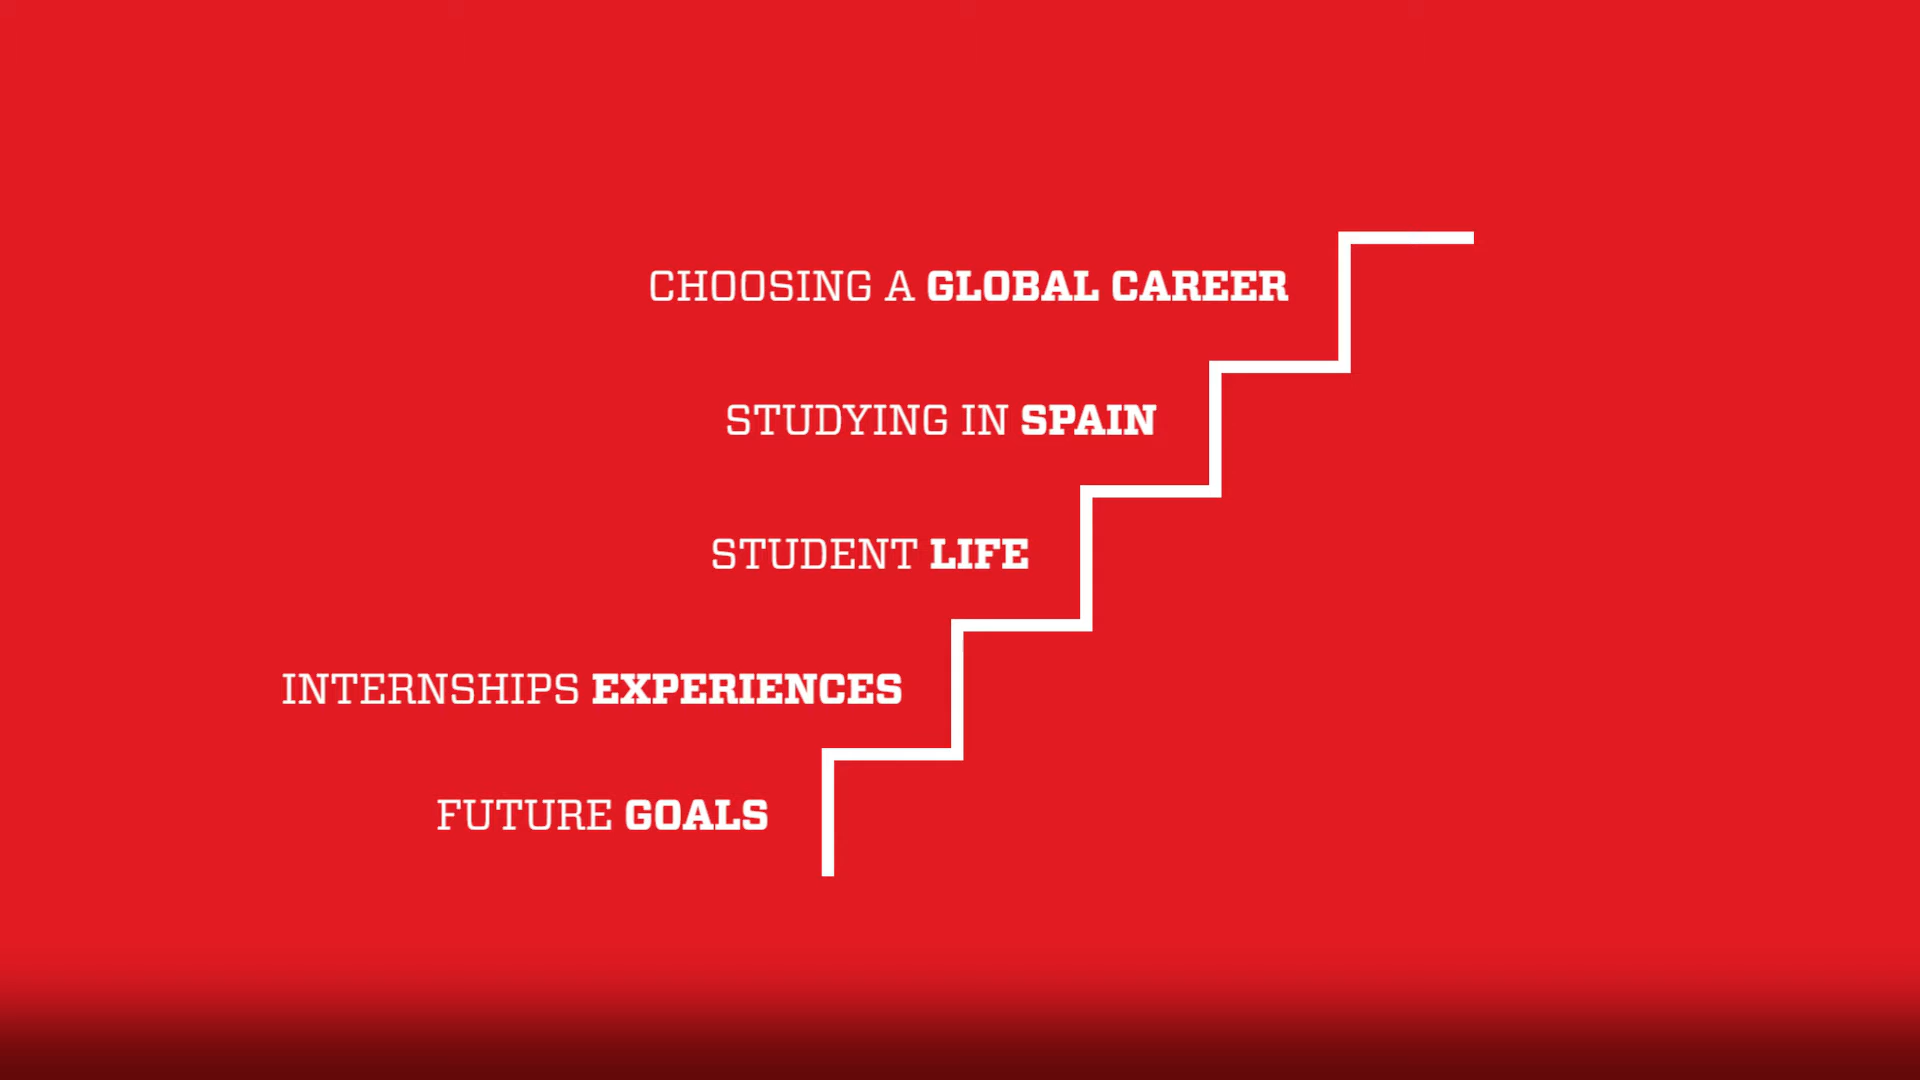 CHOOSING A GLOBAL CAREER
STUDYING IN SPAIN
STUDENT LIFE
INTERNSHIPS EXPERIENCES
FUTURE GOALS